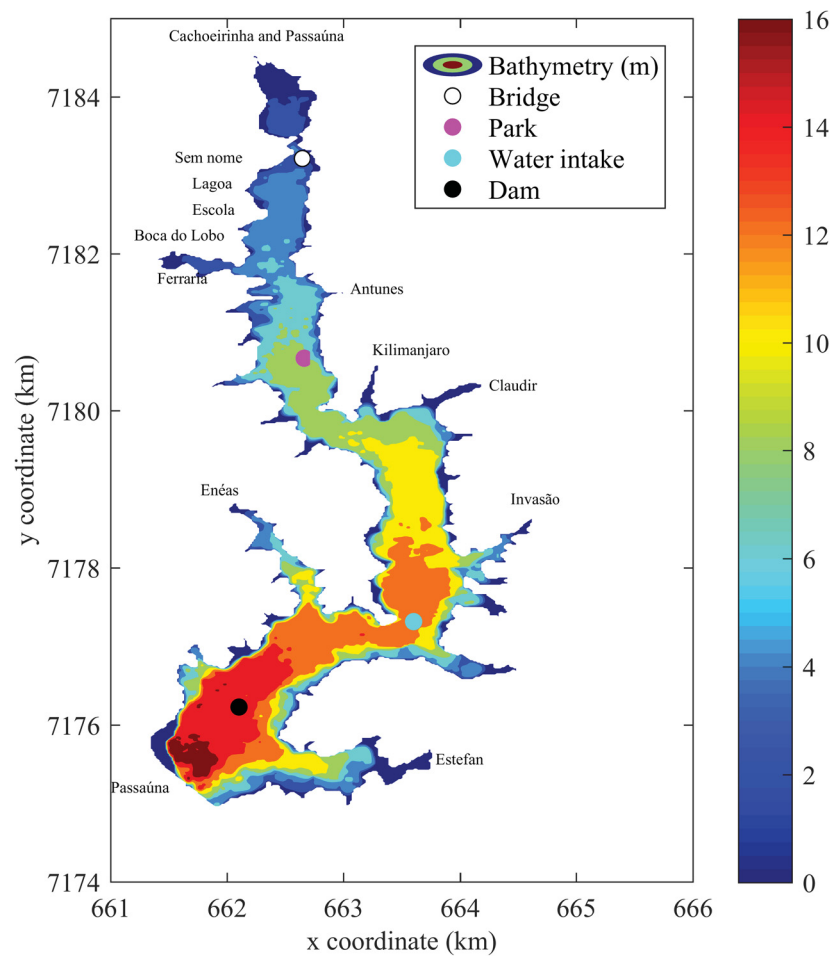 Cachoeirinha and Passaúna
Bathymetry (m)
Bridge
Park
Water intake
Dam
Sem nome
Lagoa
Escola
Boca do Lobo
Ferraria
Antunes
Kilimanjaro
Claudir
Enéas
Invasão
Estefan
Passaúna
7184
7182
7180
7178
7176
7174
y coordinate (km)
661 662 663 664 665 666
x coordinate (km)
16
14
12
10
8
6
4
2
0